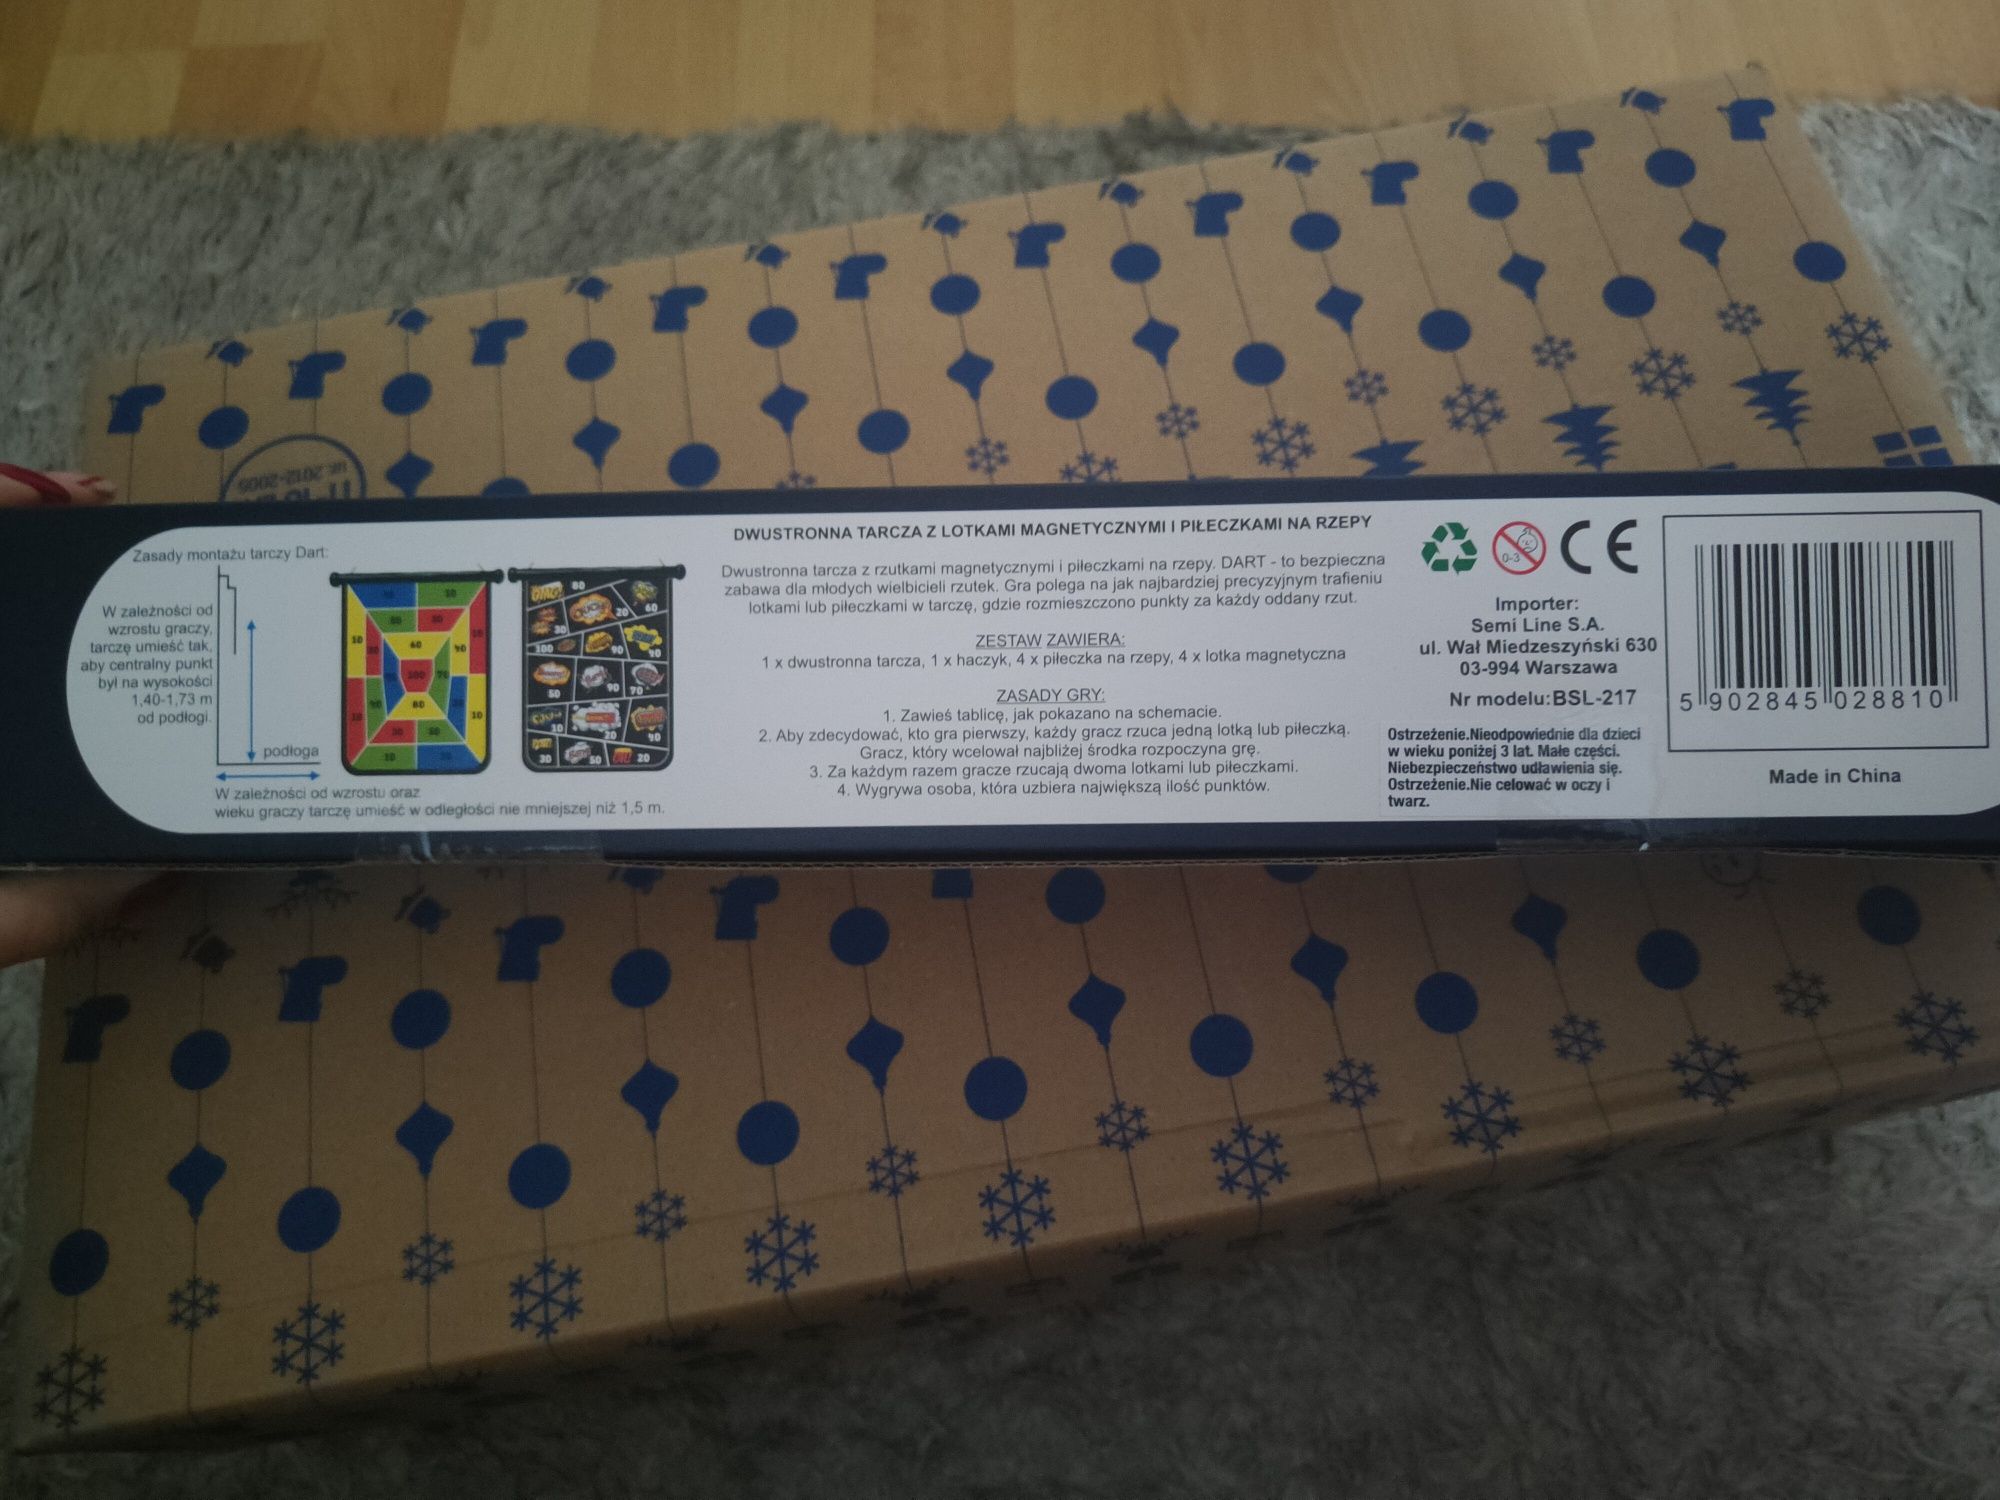 Zasady montażu tarczy Dart:
W zależności od
wzrostu graczy,
tarczę umieść tak,
aby centralny punkt
był na wysokości
1,40-1,73 m
od podłogi.
podłoga
W zależności od wzrostu oraz
wieku graczy tarczę umieść w odległości nie mniejszej niż 1,5 m.
DWUSTRONNA TARCZA Z LOTKAMI MAGNETYCZNYMI I PIŁECZKAMI NA RZEPY
Dwustronna tarcza z rzutkami magnetycznymi i piłeczkami na rzepy. DART - to bezpieczna
zabawa dla młodych wielbicieli rzutek. Gra polega na jak najbardziej precyzyjnym trafieniu
lotkami lub piłeczkami w tarczę, gdzie rozmieszczono punkty za każdy oddany rzut.
ZESTAW ZAWIERA:
1 x dwustronna tarcza, 1 x haczyk, 4 x piłeczka na rzepy, 4 x lotka magnetyczna
ZASADY GRY:
1. Zawieś tablicę, jak pokazano na schemacie.
2. Aby zdecydować, kto gra pierwszy, każdy gracz rzuca jedną lotką lub piłeczką.
Gracz, który wcelował najbliżej środka rozpoczyna grę.
3. Za każdym razem gracze rzucają dwoma lotkami lub piłeczkami.
4. Wygrywa osoba, która uzbiera największą ilość punktów.
0-3
CE
Importer:
Semi Line S.A.
ul. Wał Miedzeszyński 630
03-994 Warszawa
Nr modelu:BSL-217
Ostrzeżenie.Nieodpowiednie dla dzieci
w wieku poniżej 3 lat. Małe części.
Niebezpieczeństwo udławienia się.
Ostrzeżenie.Nie celować w oczy i
twarz.
5 902845 028810
Made in China